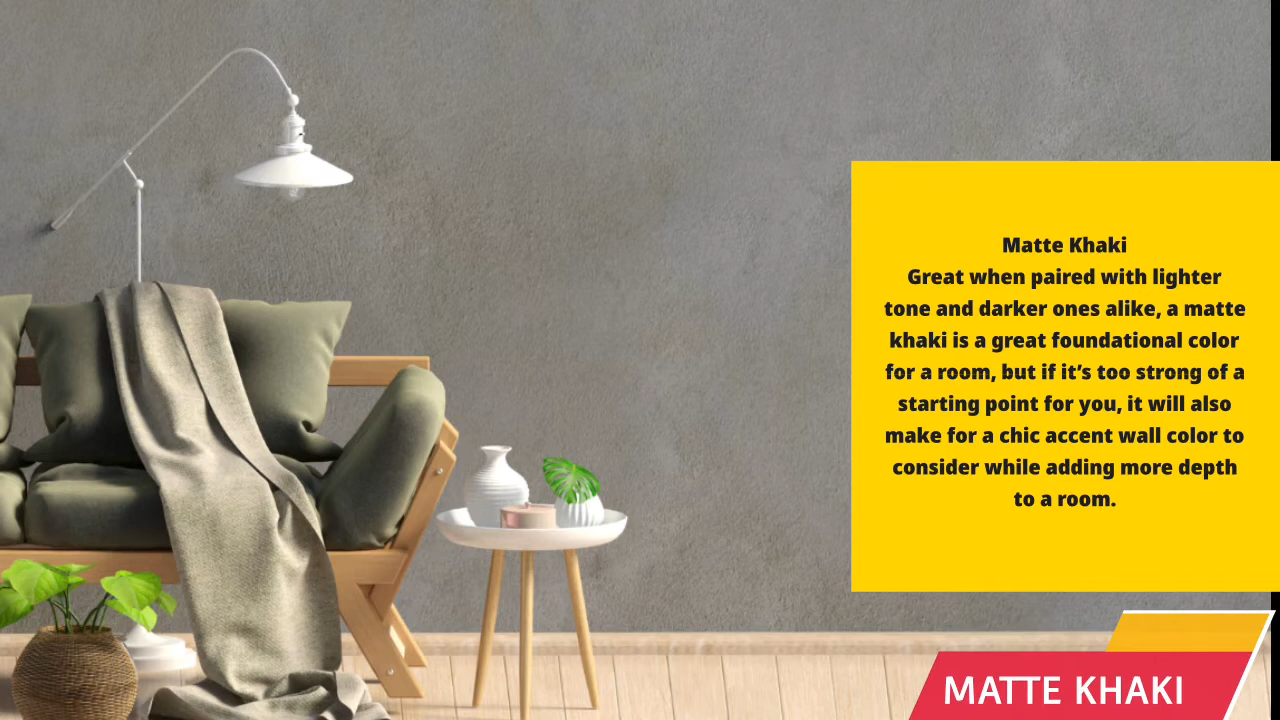 Matte Khaki
Great when paired with lighter
tone and darker ones alike, a matte
khaki is a great foundational color
for a room, but if it’s too strong of a
starting point for you, it will also
make for a chic accent wall color to
consider while adding more depth
to a room.
MATTE KHAKI